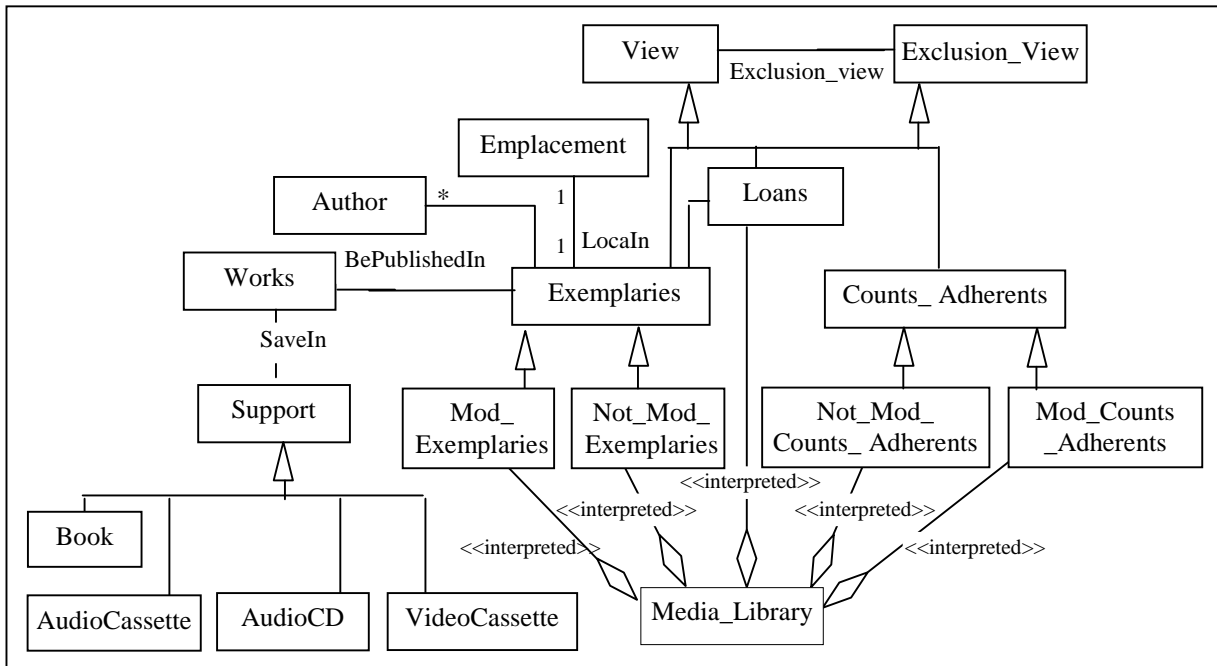 View
Exclusion_View
Exclusion_view
Emplacement
Author
*
1
Loans
1
LocaIn
BePublishedIn
Works
Exemplaries
Counts_ Adherents
SaveIn
Support
Mod_
Exemplaries
Not_Mod_
Exemplaries
Not_Mod_
Counts_ Adherents
Mod_Counts
_Adherents
<<interpreted>>
<<interpreted>>
<<interpreted>>
<<interpreted>>
<<interpreted>>
Book
AudioCassette
AudioCD
VideoCassette
Media_Library